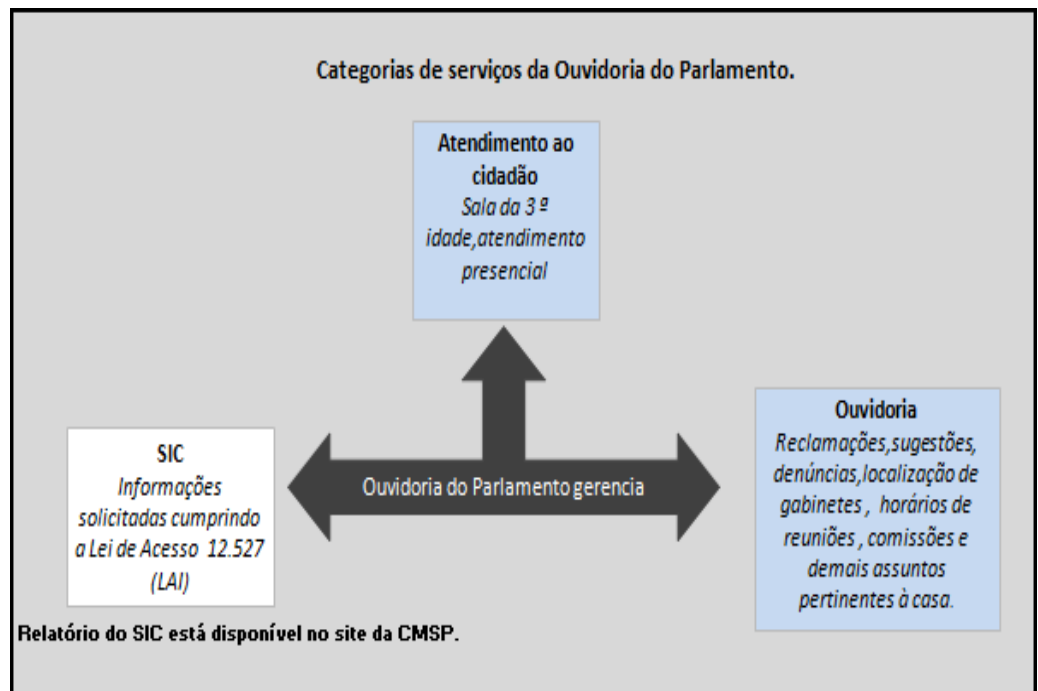 Categorias de serviços da Ouvidoria do Parlamento.
Atendimento ao
cidadão
Sala da 3 ª
idade,atendimento
presencial
Ouvidoria do Parlamento gerencia
SIC
Informações
solicitadas cumprindo
a Lei de Acesso 12.527
(LAI)
Ouvidoria
Reclamações,sugestões,
denúncias,localização de
gabinetes , horários de
reuniões , comissões e
demais assuntos
pertinentes à casa.
Relatório do SIC está disponível no site da CMSP.